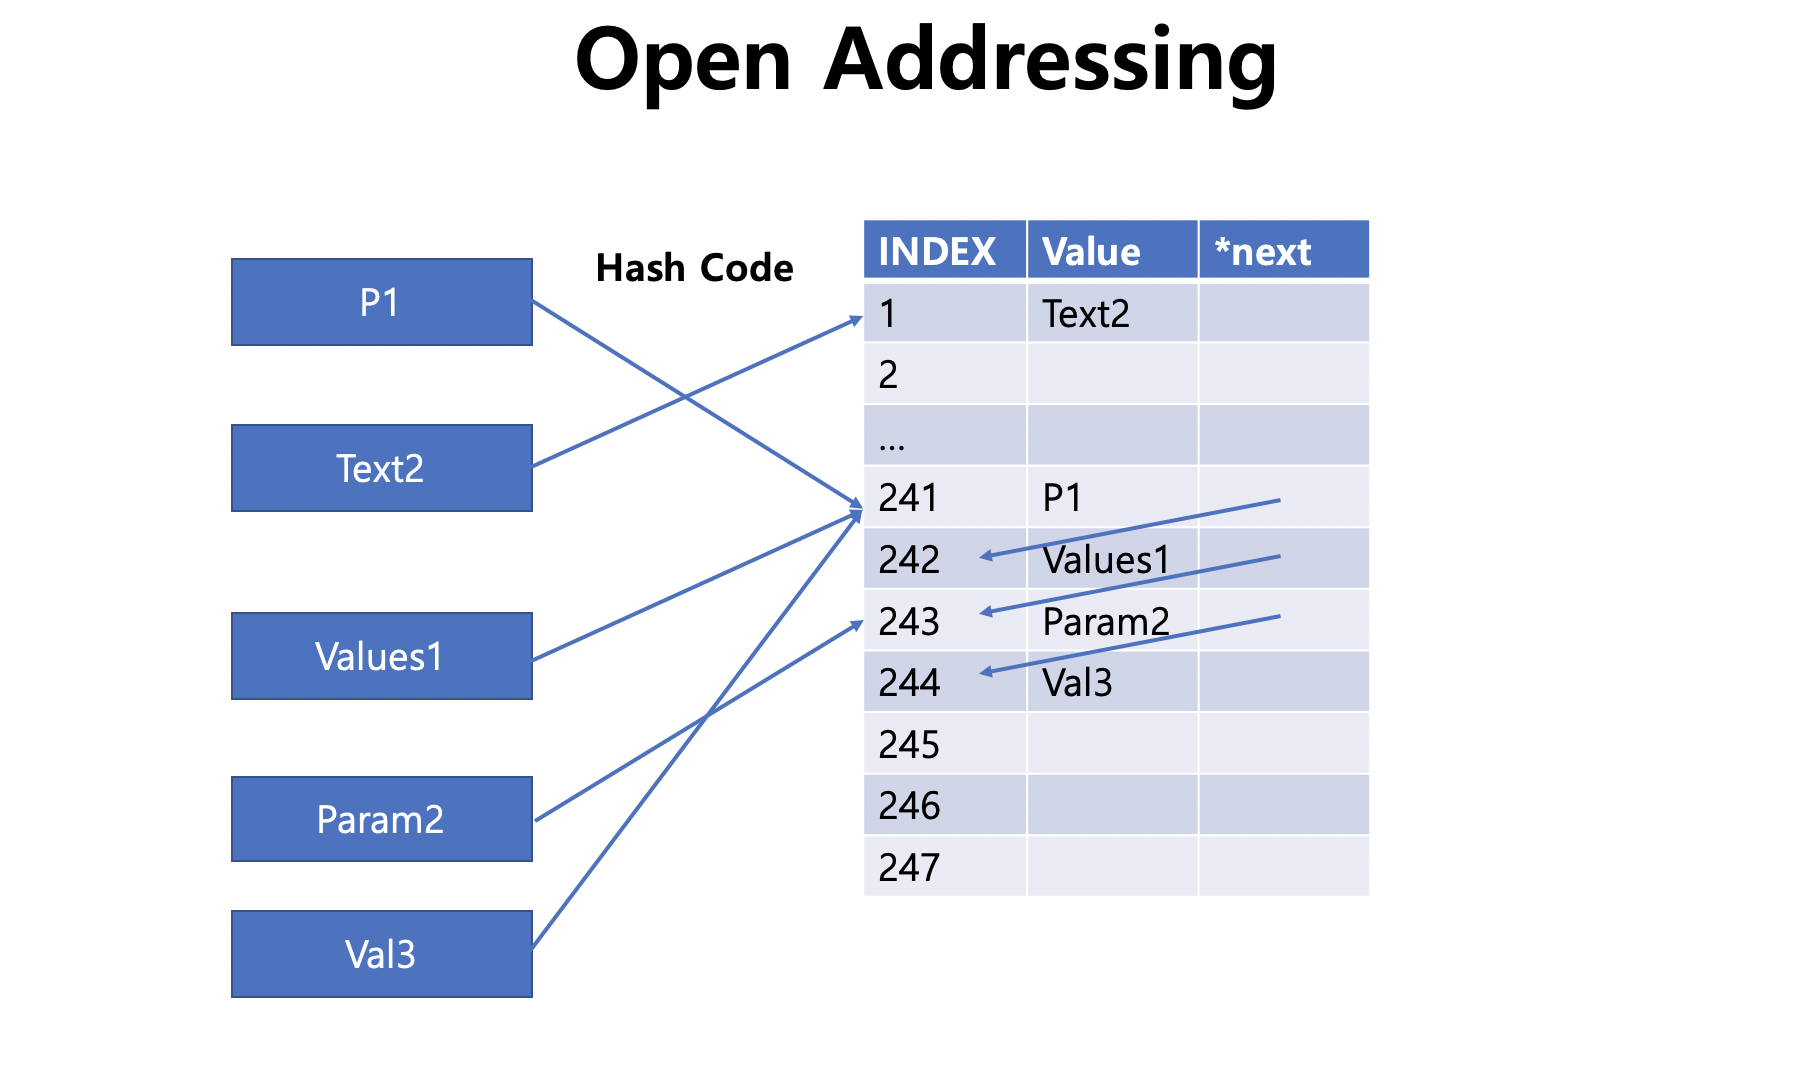 Open Addressing
Hash Code
P1
Text2
Values1
Param2
Val3
INDEX Value *next
1 Text2
2
...
241 P1
242 Values1
243 Param2
244 Val3
245
246
247